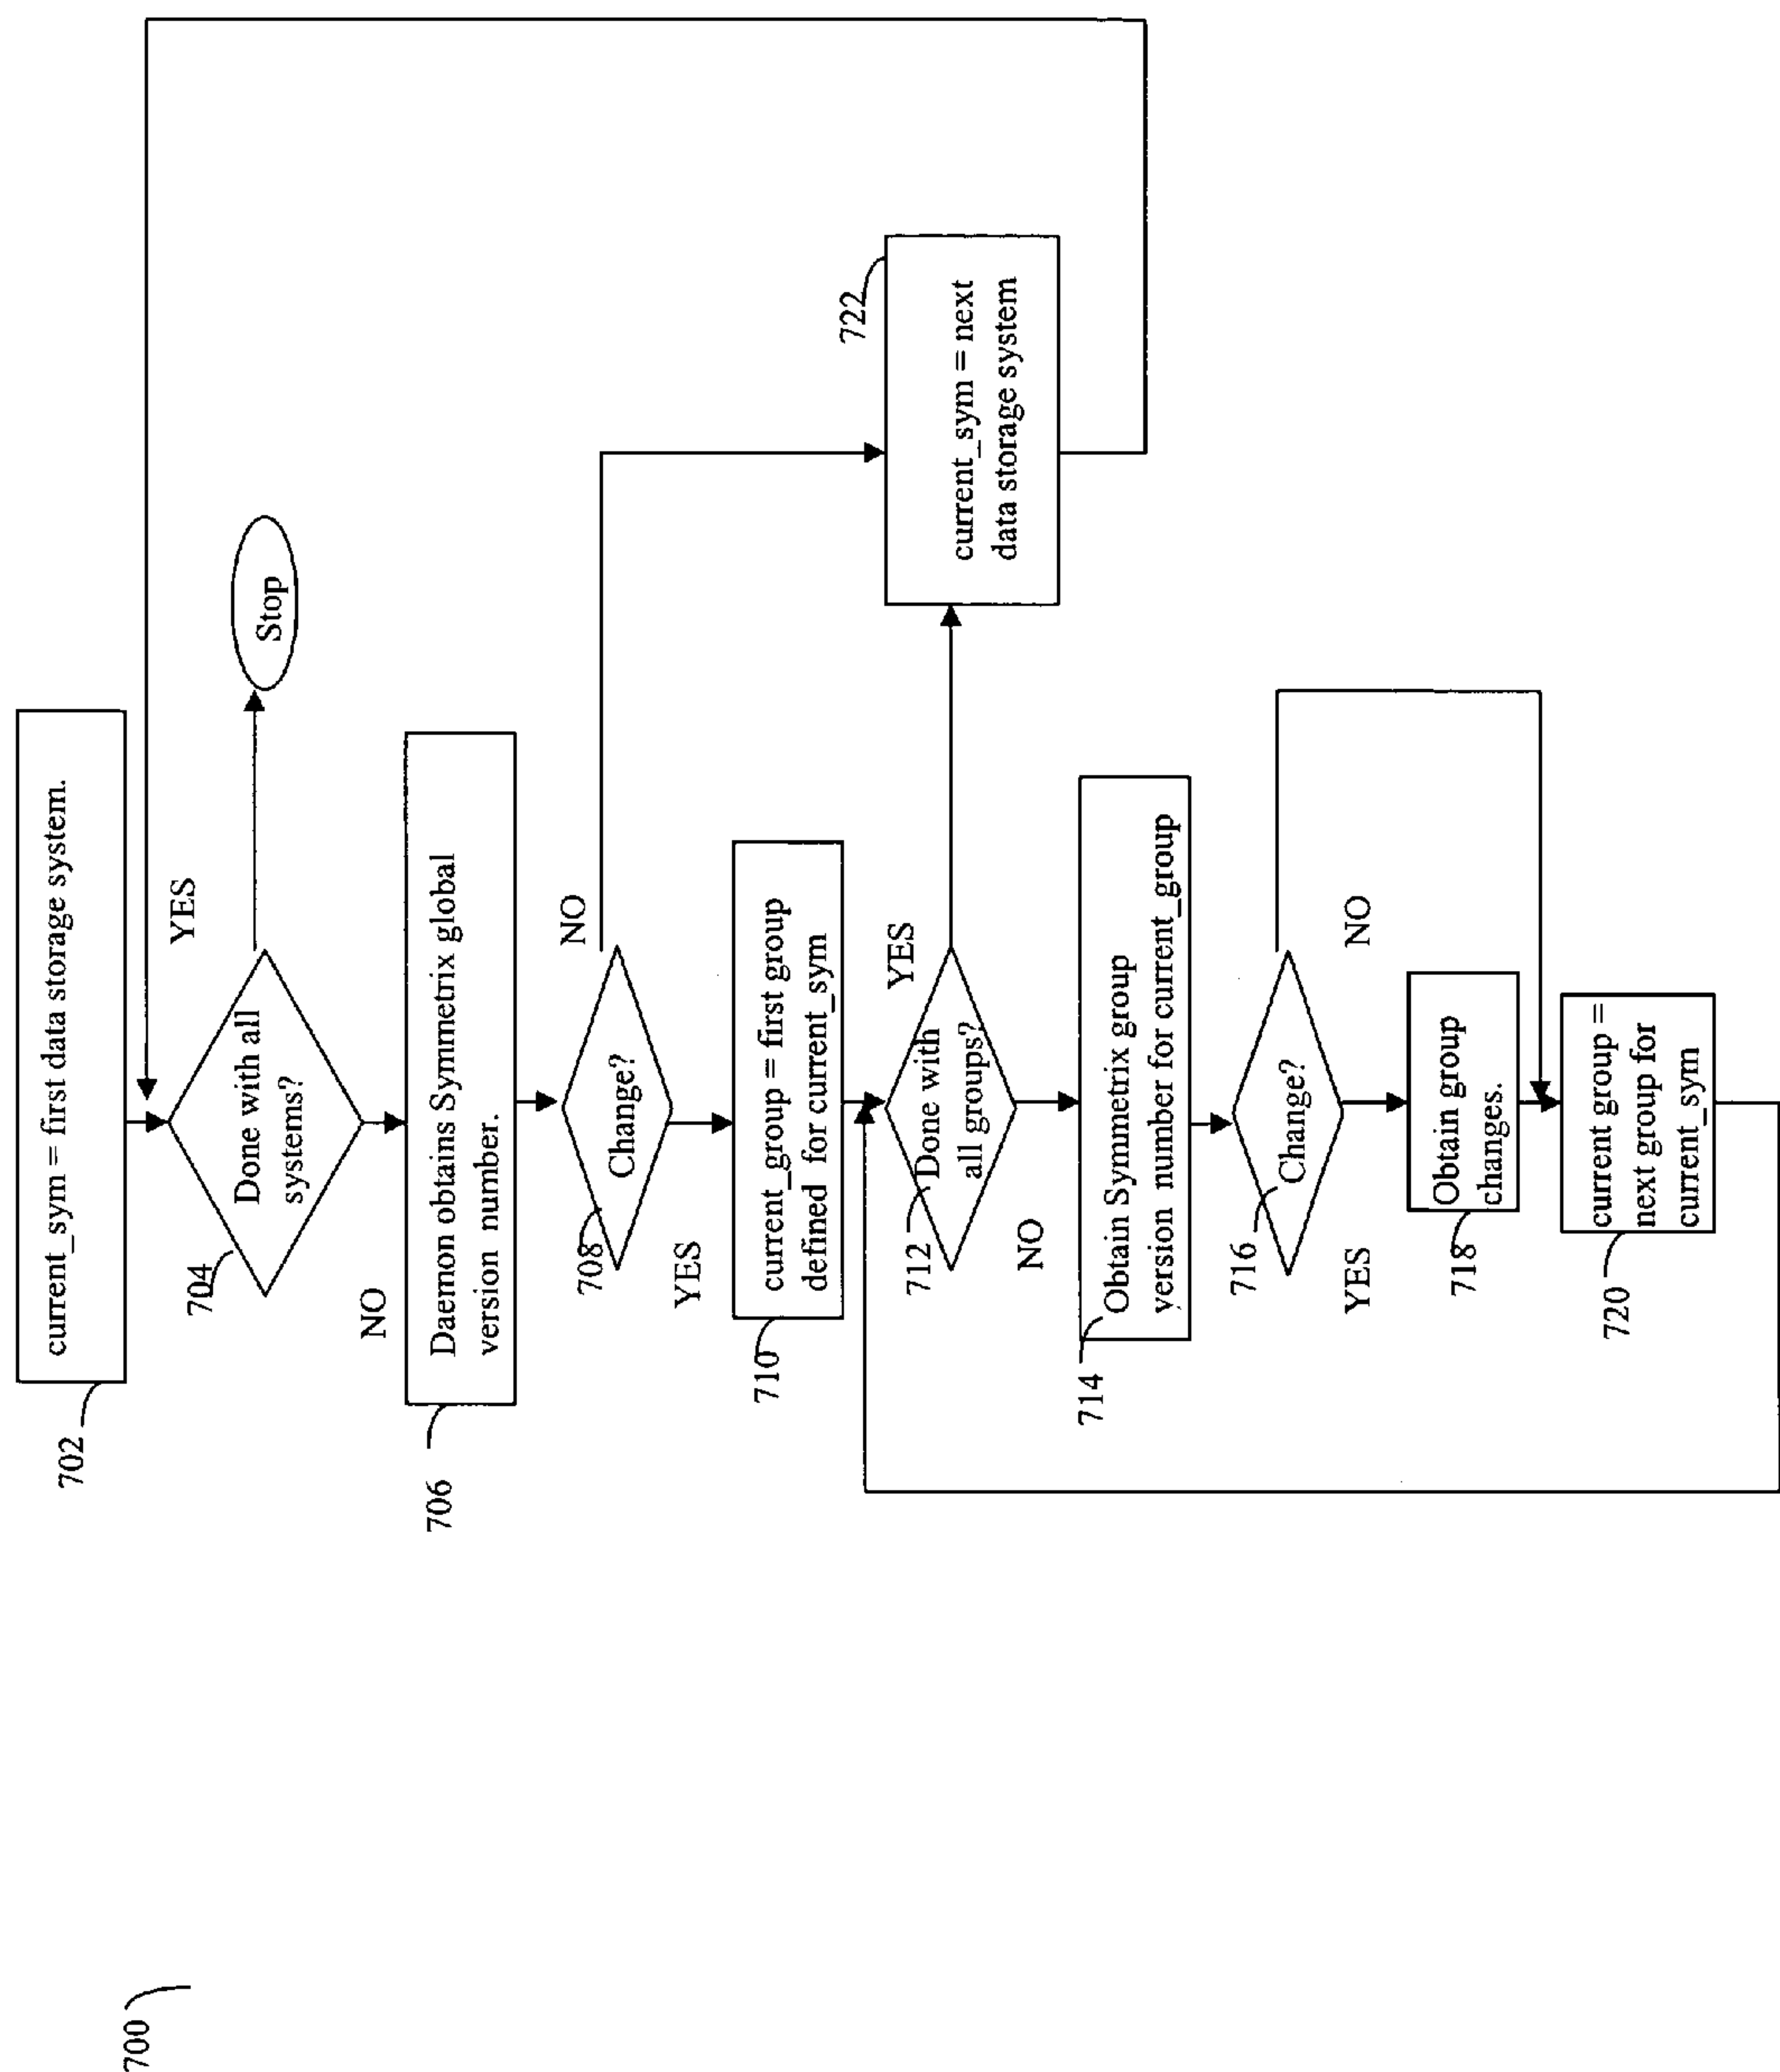 700
702
current_sym = first data storage system.
704
Done with all
systems?
YES
Stop
NO
706
Daemon obtains Symmetrix global
version number.
708
Change?
NO
YES
710
current_group = first group
defined for current_sym
712
Done with
all groups?
YES
722
current_sym = next
data storage system
NO
714
Obtain Symmetrix group
version number for current_group
716
Change?
NO
YES
718
Obtain group
changes.
720
current group =
next group for
current_sym